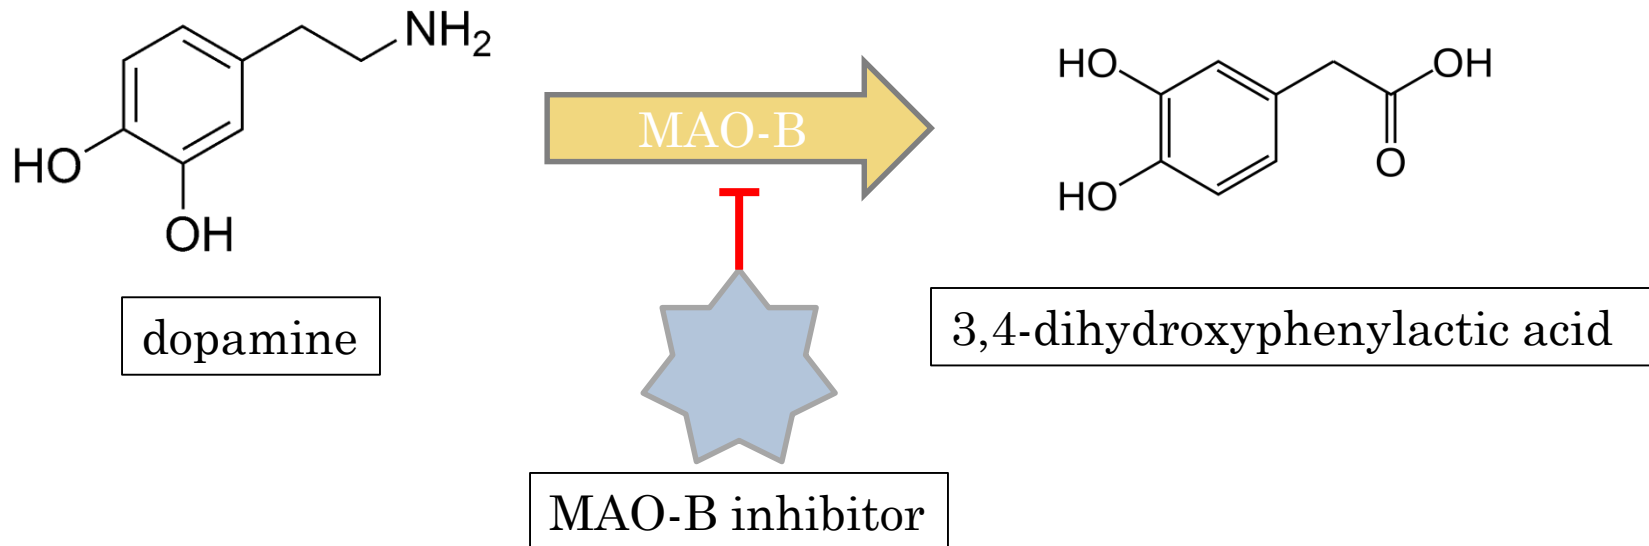 NH2
HO
OH
dopamine
MAO-B
MAO-B inhibitor
HO
OH
O
HO
3,4-dihydroxyphenylactic acid